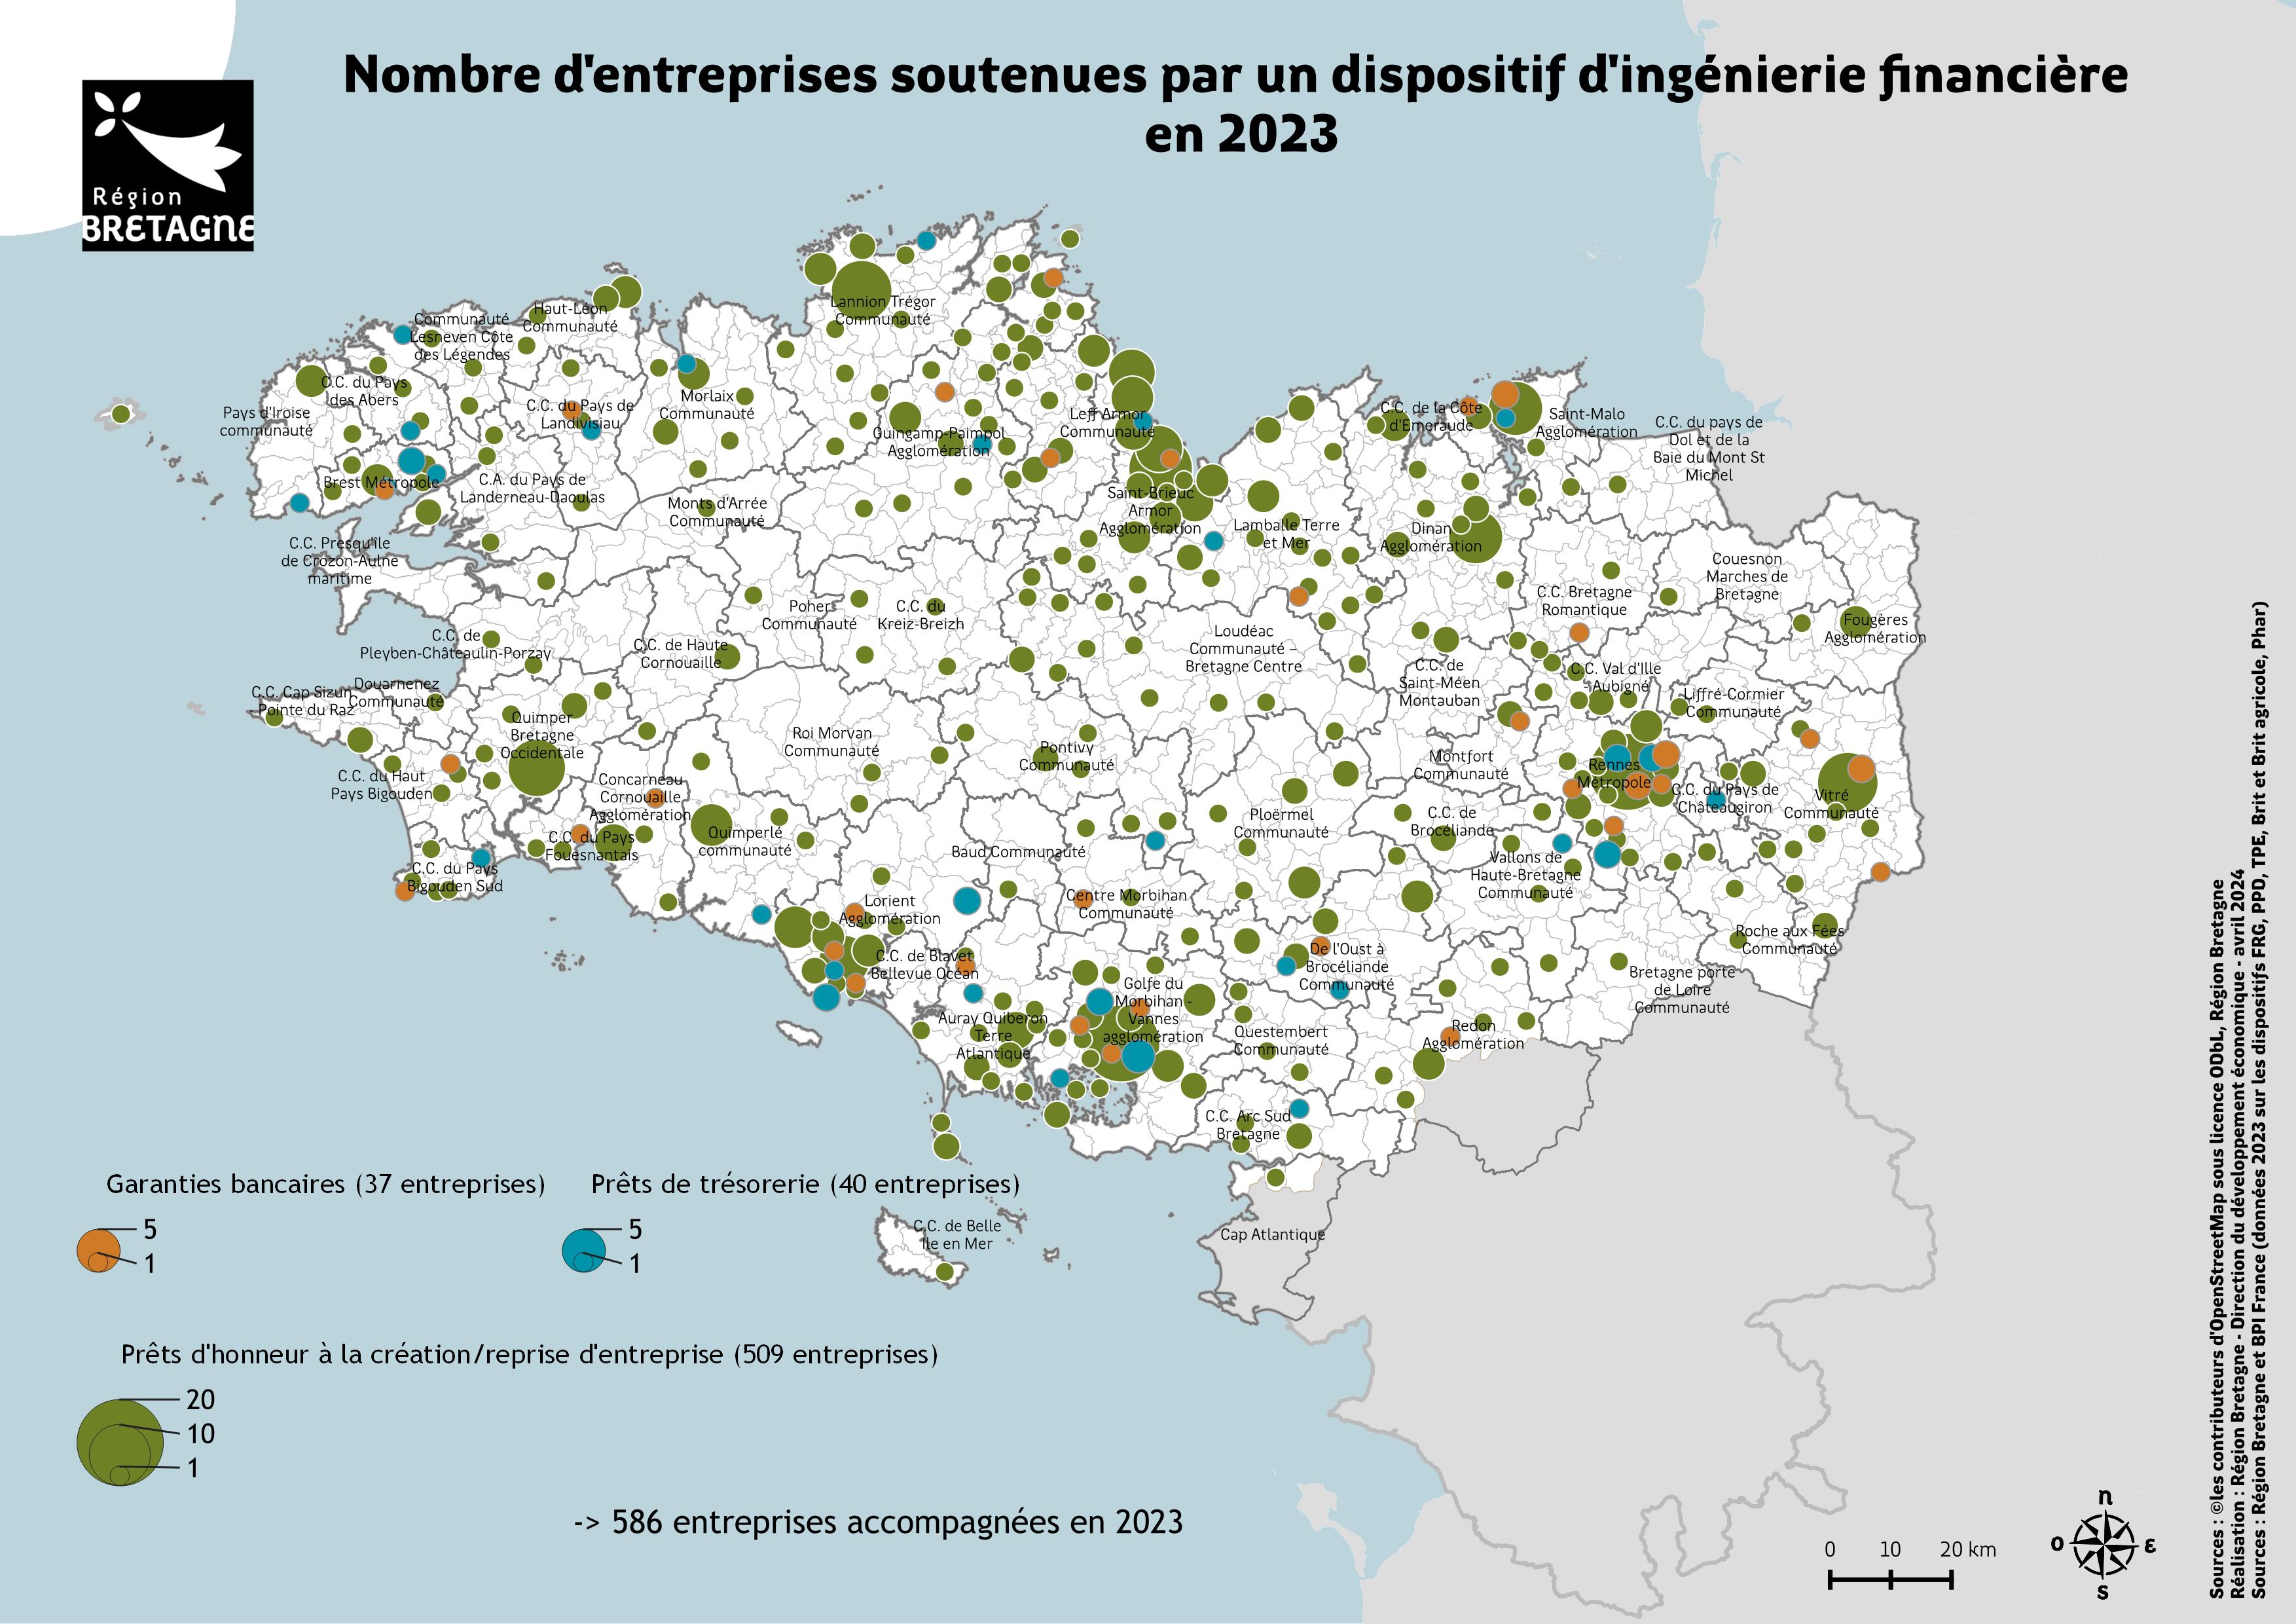 Nombre d'entreprises soutenues par un dispositif d'ingénierie financière
en 2023
Région
BRETAGNE
Lannion Trégor
Communauté
Haut-Léon
Communauté
Communauté
Lesneven Côte
des Légendes
C.C. du Pays
des Abers
Pays d'Iroise
communauté
C.C. du Pays de
Landivisiau
Morlaix
Communauté
Guingamp-Paimpol
Agglomération
Leff Armor
Communauté
C.C. de la Côte
d'Emeraude
Saint-Malo
Agglomération
C.C. du pays de
Dol et de la
Baie du Mont St
Michel
Brest Métropole
C.A. du Pays de
Landerneau-Daoulas
Monts d'Arrée
Communauté
Saint-Brieuc
Armor
Agglomération
Lamballe Terre
et Mer
Dinan
Agglomération
C.C. Presqu'île
de Crozon-Aulne
maritime
Couesnon
Marches de
Bretagne
C.C. Bretagne
Romantique
Poher
Communauté
C.C. du
Kreiz-Breizh
Fougères
Agglomération
C.C. de
Pleyben-Châteaulin-Porzay
C.C. de Haute
Cornouaille
Loudéac
Communauté –
Bretagne Centre
C.C. de
Saint-Méen
Montauban
C.C. Val d'Ille
- Aubigné
Liffré-Cormier
Communauté
C.C. Cap Sizun
- Pointe du Raz
Douarnenez
Communauté
Quimper
Bretagne
Occidentale
Roi Morvan
Communauté
Pontivy
Communauté
Montfort
Communauté
Rennes
Métropole
C.C. du Pays de
Châteaugiron
Vitré
Communauté
C.C. du Haut
Pays Bigouden
Concarneau
Cornouaille
Agglomération
C.C. du Pays
Fouesnantais
Quimperlé
communauté
Ploërmel
Communauté
C.C. de
Brocéliande
Baud Communauté
Vallons de
Haute-Bretagne
Communauté
C.C. du Pays
Bigouden Sud
Lorient
Agglomération
Centre Morbihan
Communauté
Roche aux Fées
Communauté
C.C. de Blavet
Bellevue Océan
De l'Oust à
Brocéliande
Communauté
Bretagne porte
de Loire
Communauté
Golfe du
Morbihan -
Vannes
agglomération
Auray Quiberon
Terre
Atlantique
Questembert
Communauté
Redon
Agglomération
C.C. Arc Sud
Bretagne
C.C. de Belle
Ile en Mer
Cap Atlantique
Garanties bancaires (37 entreprises)
5
1
Prêts de trésorerie (40 entreprises)
5
1
Prêts d'honneur à la création/reprise d'entreprise (509 entreprises)
20
10
1
-> 586 entreprises accompagnées en 2023
0 10 20 km
n
o ε
s
Sources : ©les contributeurs d'OpenStreetMap sous licence ODbL, Région Bretagne
Réalisation : Région Bretagne - Direction du développement économique - avril 2024
Sources : Région Bretagne et BPI France (données 2023 sur les dispositifs FRG, PPD, TPE, Brit et Brit agricole, Phar)